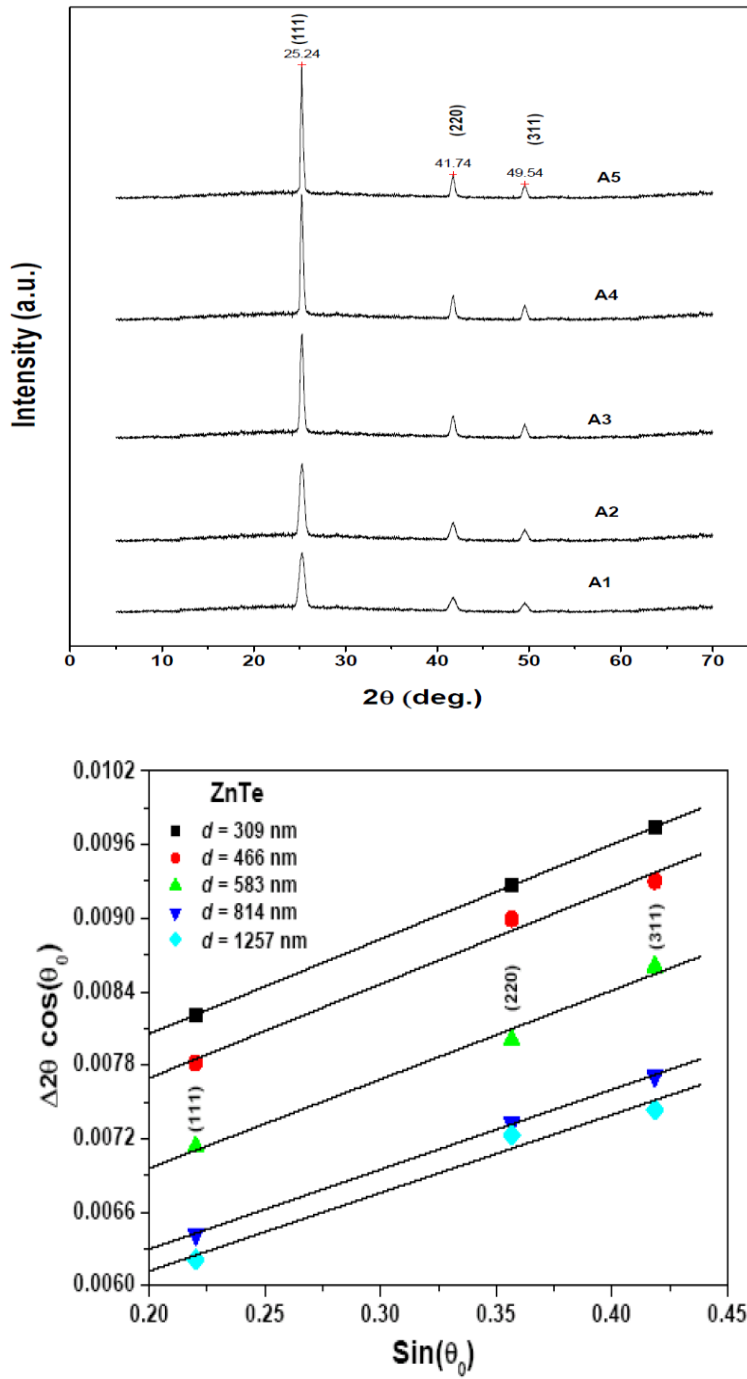 (111)
25.24
(220)
41.74
(311)
49.54
A5
A4
A3
A2
A1
Intensity (a.u.)
0 10 20 30 40 50 60 70
2θ (deg.)
0.0102
0.0096
0.0090
0.0084
0.0078
0.0072
0.0066
0.0060
ZnTe
d = 309 nm
d = 466 nm
d = 583 nm
d = 814 nm
d = 1257 nm
(111)
(220)
(311)
Δ2θ cos(θ₀)
0.20 0.25 0.30 0.35 0.40 0.45
Sin(θ₀)